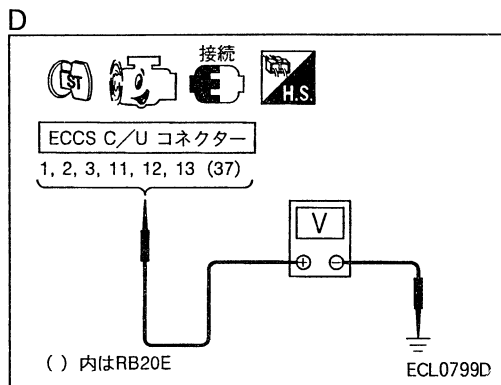 D
接続
ST
H.S.
ECCS C/U コネクター
1, 2, 3, 11, 12, 13 (37)
V
⊕ ⊖
( ) 内はRB20E
ECL0799D